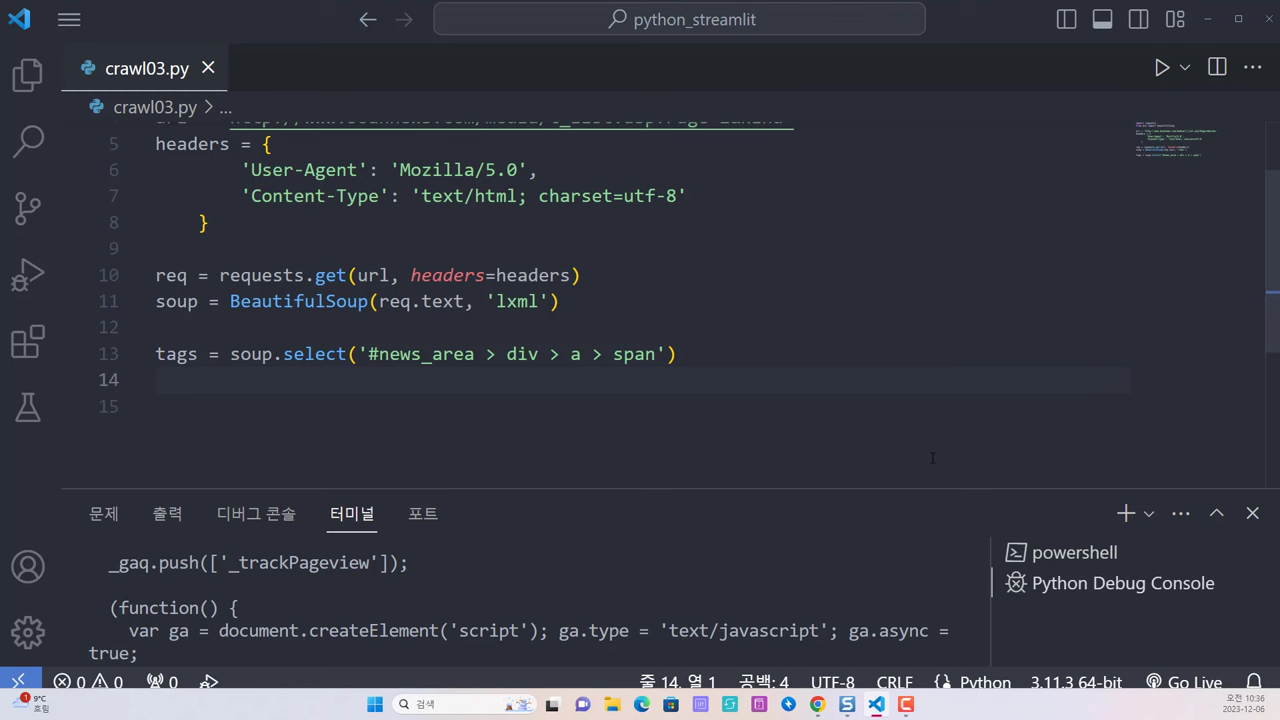 python_streamlit
crawl03.py
crawl03.py > ...
5 headers = {
6 'User-Agent': 'Mozilla/5.0',
7 'Content-Type': 'text/html; charset=utf-8'
8 }
9
10 req = requests.get(url, headers=headers)
11 soup = BeautifulSoup(req.text, 'lxml')
12
13 tags = soup.select('#news_area > div > a > span')
14
15
문제 출력 디버그 콘솔 터미널 포트
_gaq.push(['_trackPageview']);
(function() {
var ga = document.createElement('script'); ga.type = 'text/javascript'; ga.async =
true;
powershell
Python Debug Console
0 0 0 줄 14, 열 1 공백: 4 UTF-8 CRLF Python 3.11.3 64-bit Go Live
1 9°C
흐림
검색
오전 10:36
2023-12-06